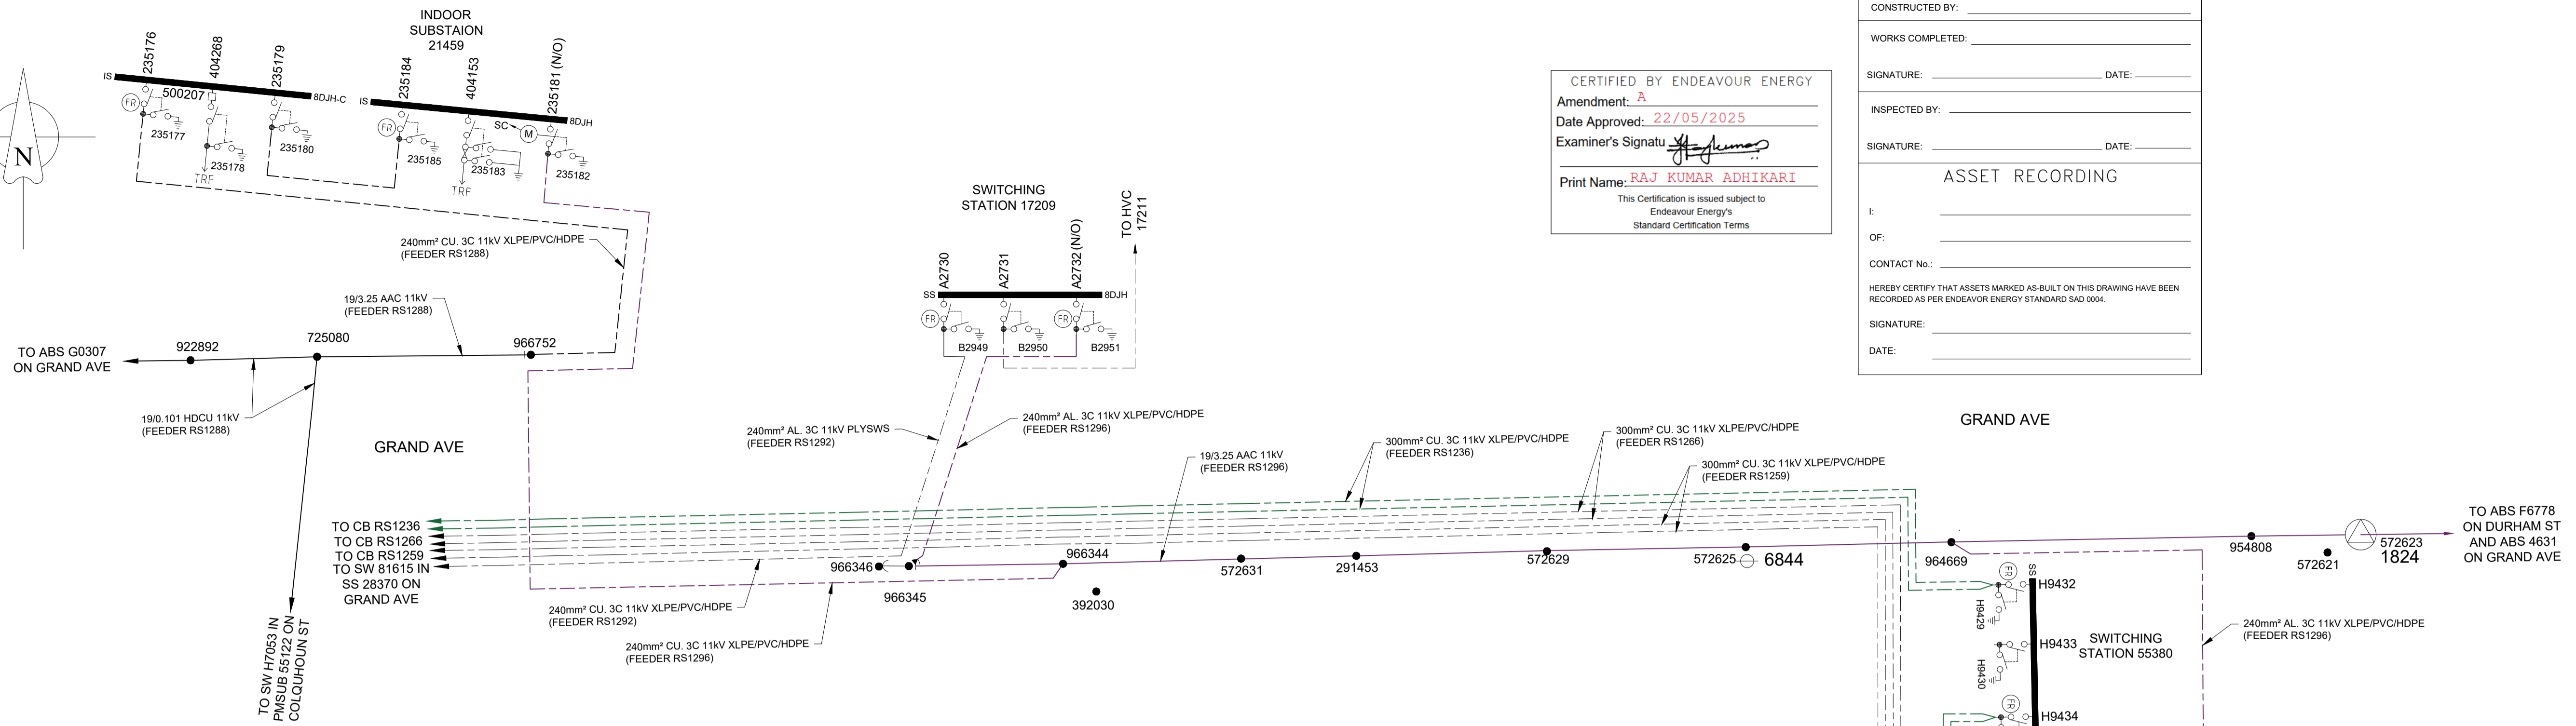 INDOOR
SUBSTAION
21459
235176
404268
235179
235184
404153
235181 (N/O)
IS
500207
8DJH-C
IS
8DJH
FR
235177
235178
TRF
235180
FR
235185
235183
TRF
SC
M
235182
N
240mm² CU. 3C 11kV XLPE/PVC/HDPE
(FEEDER RS1288)
19/3.25 AAC 11kV
(FEEDER RS1288)
TO ABS G0307
ON GRAND AVE
922892
725080
966752
19/0.101 HDCU 11kV
(FEEDER RS1288)
GRAND AVE
TO SW H7053 IN
PMSUB 55122 ON
COLQUHOUN ST
SWITCHING
STATION 17209
TO HVC
17211
A2730
A2731
A2732 (N/O)
SS
8DJH
FR
FR
B2949
B2950
B2951
240mm² AL. 3C 11kV PLYSWS
(FEEDER RS1292)
240mm² AL. 3C 11kV XLPE/PVC/HDPE
(FEEDER RS1296)
19/3.25 AAC 11kV
(FEEDER RS1296)
300mm² CU. 3C 11kV XLPE/PVC/HDPE
(FEEDER RS1236)
300mm² CU. 3C 11kV XLPE/PVC/HDPE
(FEEDER RS1266)
300mm² CU. 3C 11kV XLPE/PVC/HDPE
(FEEDER RS1259)
TO CB RS1236
TO CB RS1266
TO CB RS1259
TO SW 81615 IN
SS 28370 ON
GRAND AVE
966346
966345
966344
392030
572631
291453
572629
572625
6844
964669
954808
572621
572623
1824
240mm² CU. 3C 11kV XLPE/PVC/HDPE
(FEEDER RS1292)
240mm² CU. 3C 11kV XLPE/PVC/HDPE
(FEEDER RS1296)
GRAND AVE
TO ABS F6778
ON DURHAM ST
AND ABS 4631
ON GRAND AVE
FR
SS
H9432
H9429
H9433
H9430
SWITCHING
STATION 55380
FR
H9434
240mm² AL. 3C 11kV XLPE/PVC/HDPE
(FEEDER RS1296)
CERTIFIED BY ENDEAVOUR ENERGY
Amendment: A
Date Approved: 22/05/2025
Examiner's Signatu
Print Name: RAJ KUMAR ADHIKARI
This Certification is issued subject to
Endeavour Energy's
Standard Certification Terms
CONSTRUCTED BY:
WORKS COMPLETED:
SIGNATURE: DATE:
INSPECTED BY:
SIGNATURE: DATE:
ASSET RECORDING
I:
OF:
CONTACT No.:
HEREBY CERTIFY THAT ASSETS MARKED AS-BUILT ON THIS DRAWING HAVE BEEN
RECORDED AS PER ENDEAVOR ENERGY STANDARD SAD 0004.
SIGNATURE:
DATE: